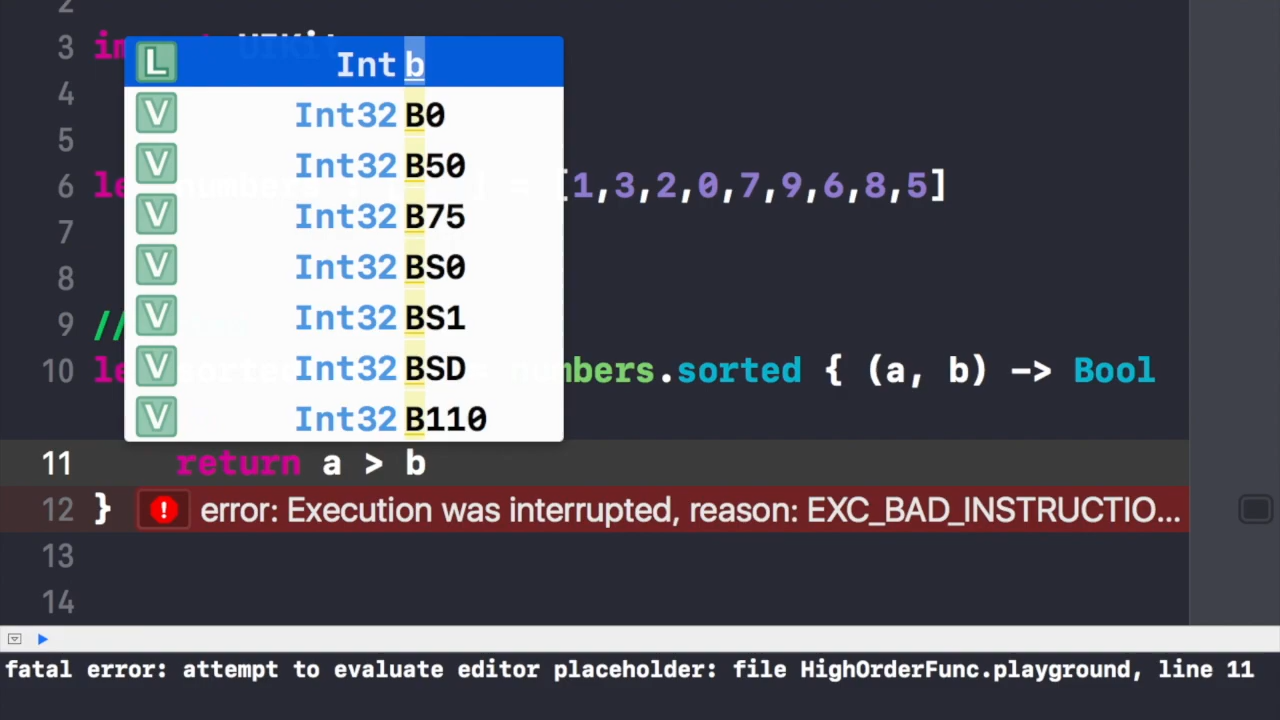 2
3
Int b
4
Int32 B0
5
Int32 B50
6 = [1,3,2,0,7,9,6,8,5]
7
Int32 B75
8
Int32 BS0
9 //
Int32 BS1
10 numbers.sorted { (a, b) -> Bool
Int32 BSD
Int32 B110
11 return a > b
12 } error: Execution was interrupted, reason: EXC_BAD_INSTRUCTIO...
13
14
fatal error: attempt to evaluate editor placeholder: file HighOrderFunc.playground, line 11